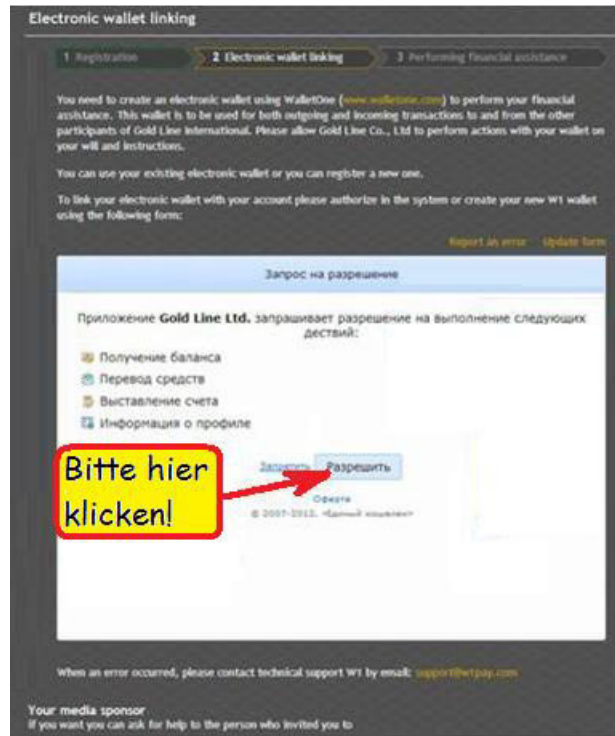 Electronic wallet linking
1 Registration 2 Electronic wallet linking 3 Performing financial assistance
You need to create an electronic wallet using WalletOne (www.walletone.com) to perform your financial
assistance. This wallet is to be used for both outgoing and incoming transactions to and from the other
participants of Gold Line International. Please allow Gold Line Co., Ltd to perform actions with your wallet on
your will and instructions.
You can use your existing electronic wallet or you can register a new one.
To link your electronic wallet with your account please authorize in the system or create your new W1 wallet
using the following form:
Report an error Update form
Запрос на разрешение
Приложение Gold Line Ltd. запрашивает разрешение на выполнение следующих
дествий:
Получение баланса
Перевод средств
Выставление счета
Информация о профиле
Bitte hier
klicken!
Запретить Разрешить
Оферта
© 2007-2012, «Единый кошелек»
When an error occurred, please contact technical support W1 by email: support@w1pay.com
Your media sponsor
If you want you can ask for help to the person who invited you to